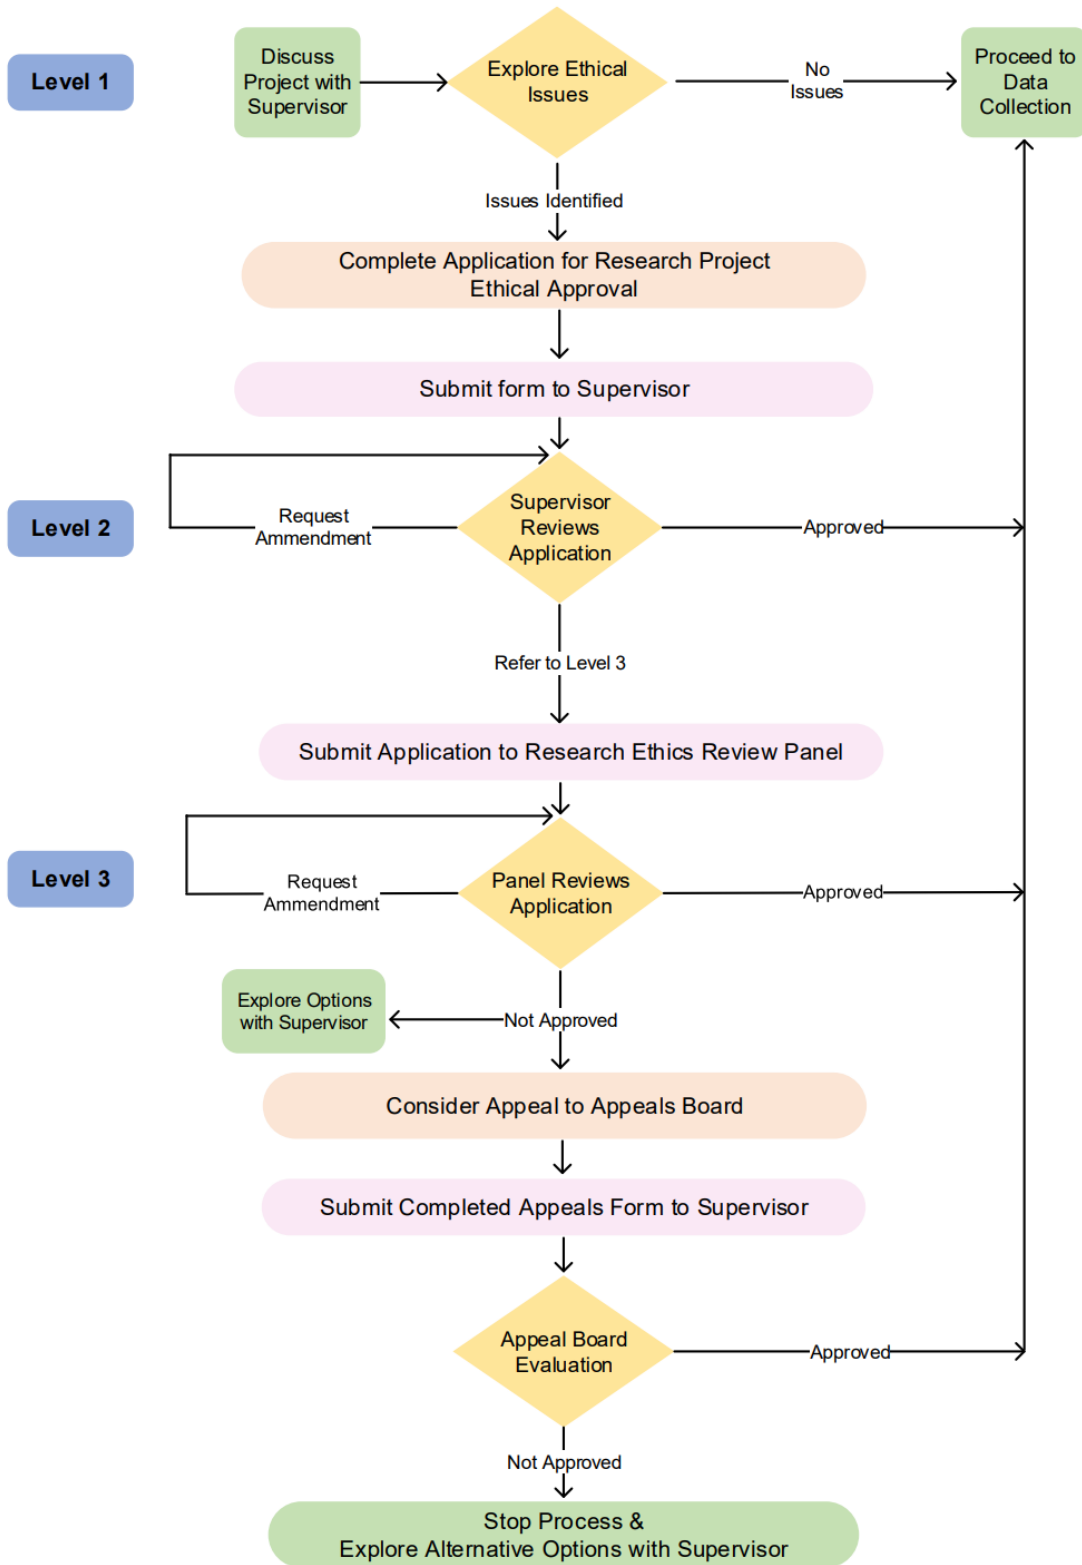 Level 1
Discuss
Project with
Supervisor
Explore Ethical
Issues
No
Issues
Proceed to
Data
Collection
Issues Identified
Complete Application for Research Project
Ethical Approval
Submit form to Supervisor
Level 2
Request
Ammendment
Supervisor
Reviews
Application
Approved
Refer to Level 3
Submit Application to Research Ethics Review Panel
Level 3
Request
Ammendment
Panel Reviews
Application
Approved
Explore Options
with Supervisor
Not Approved
Consider Appeal to Appeals Board
Submit Completed Appeals Form to Supervisor
Appeal Board
Evaluation
Approved
Not Approved
Stop Process &
Explore Alternative Options with Supervisor